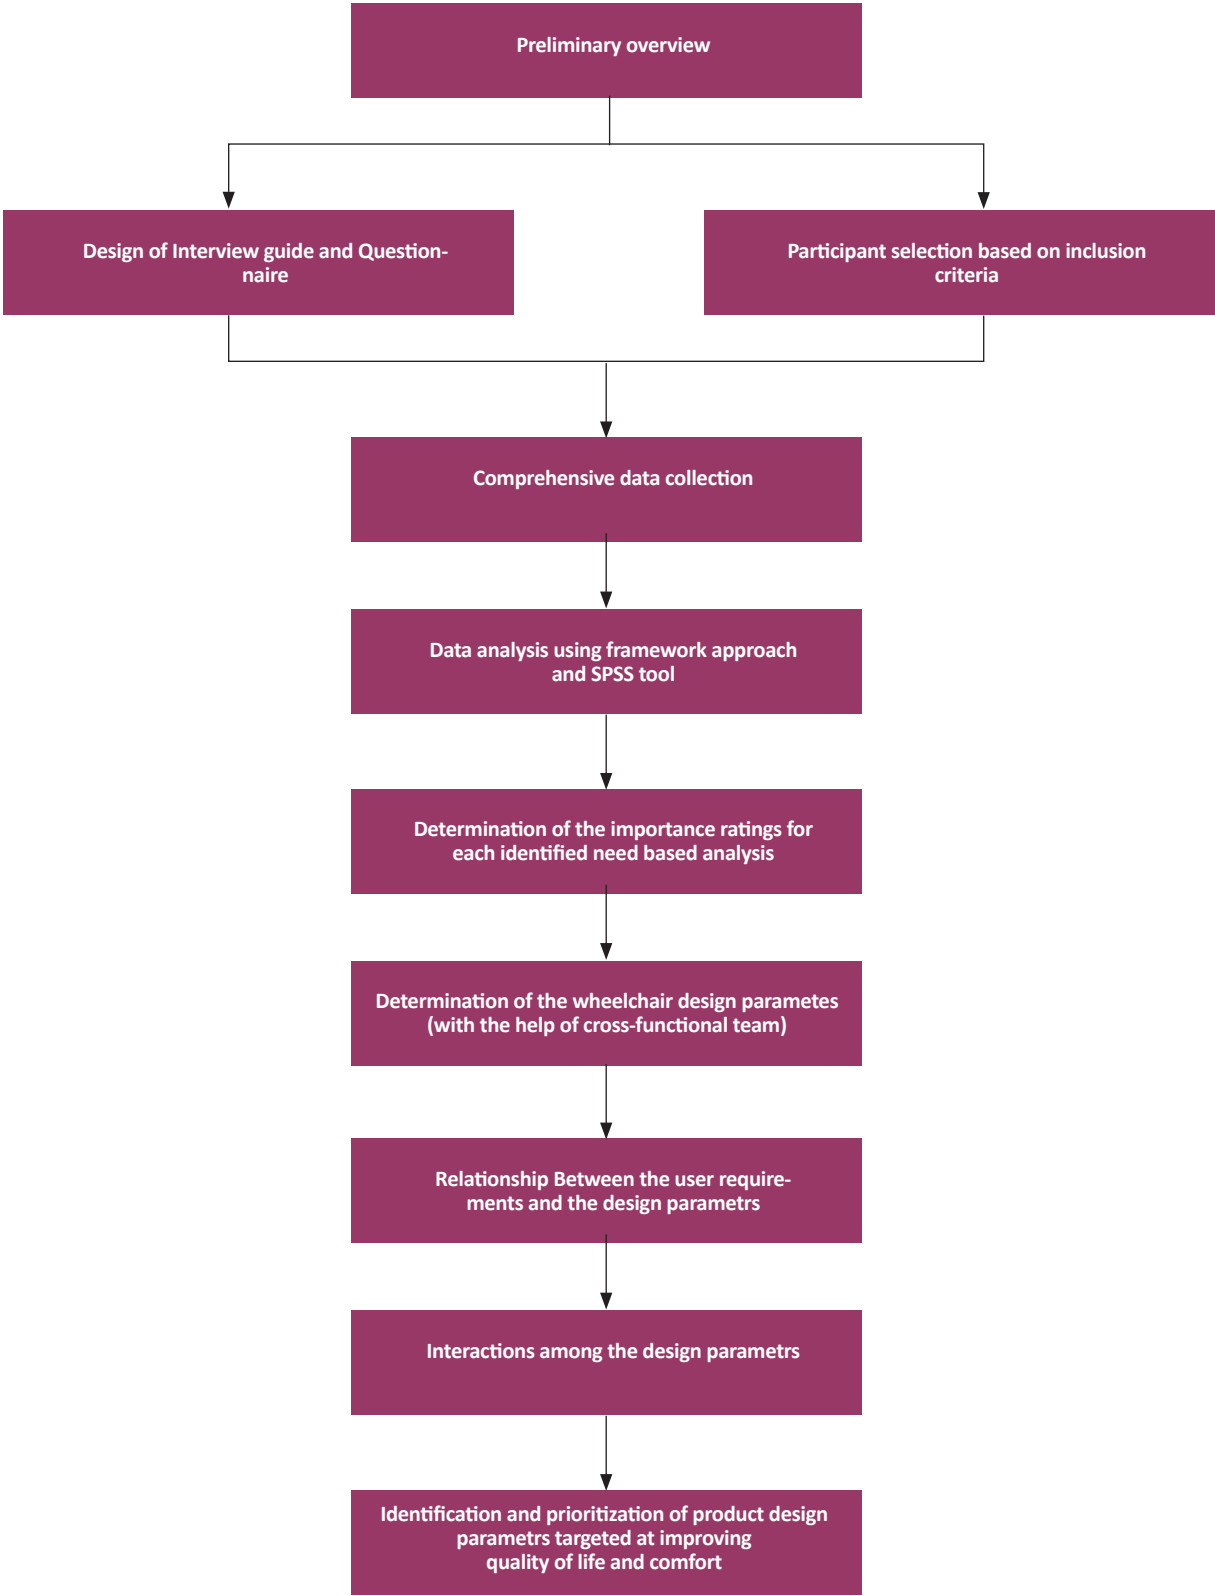 Preliminary overview
Design of Interview guide and Question-
naire
Participant selection based on inclusion
criteria
Comprehensive data collection
Data analysis using framework approach
and SPSS tool
Determination of the importance ratings for
each identified need based analysis
Determination of the wheelchair design parametes
(with the help of cross-functional team)
Relationship Between the user require-
ments and the design parametrs
Interactions among the design parametrs
Identification and prioritization of product design
parametrs targeted at improving
quality of life and comfort